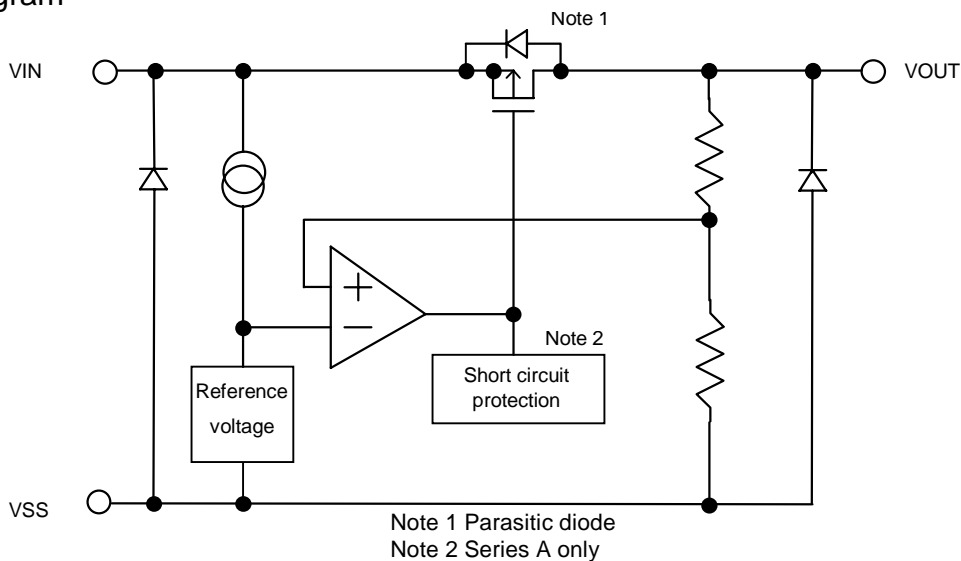 gram
Note 1
VIN
VOUT
+
−
Note 2
Short circuit
protection
Reference
voltage
VSS
Note 1 Parasitic diode
Note 2 Series A only